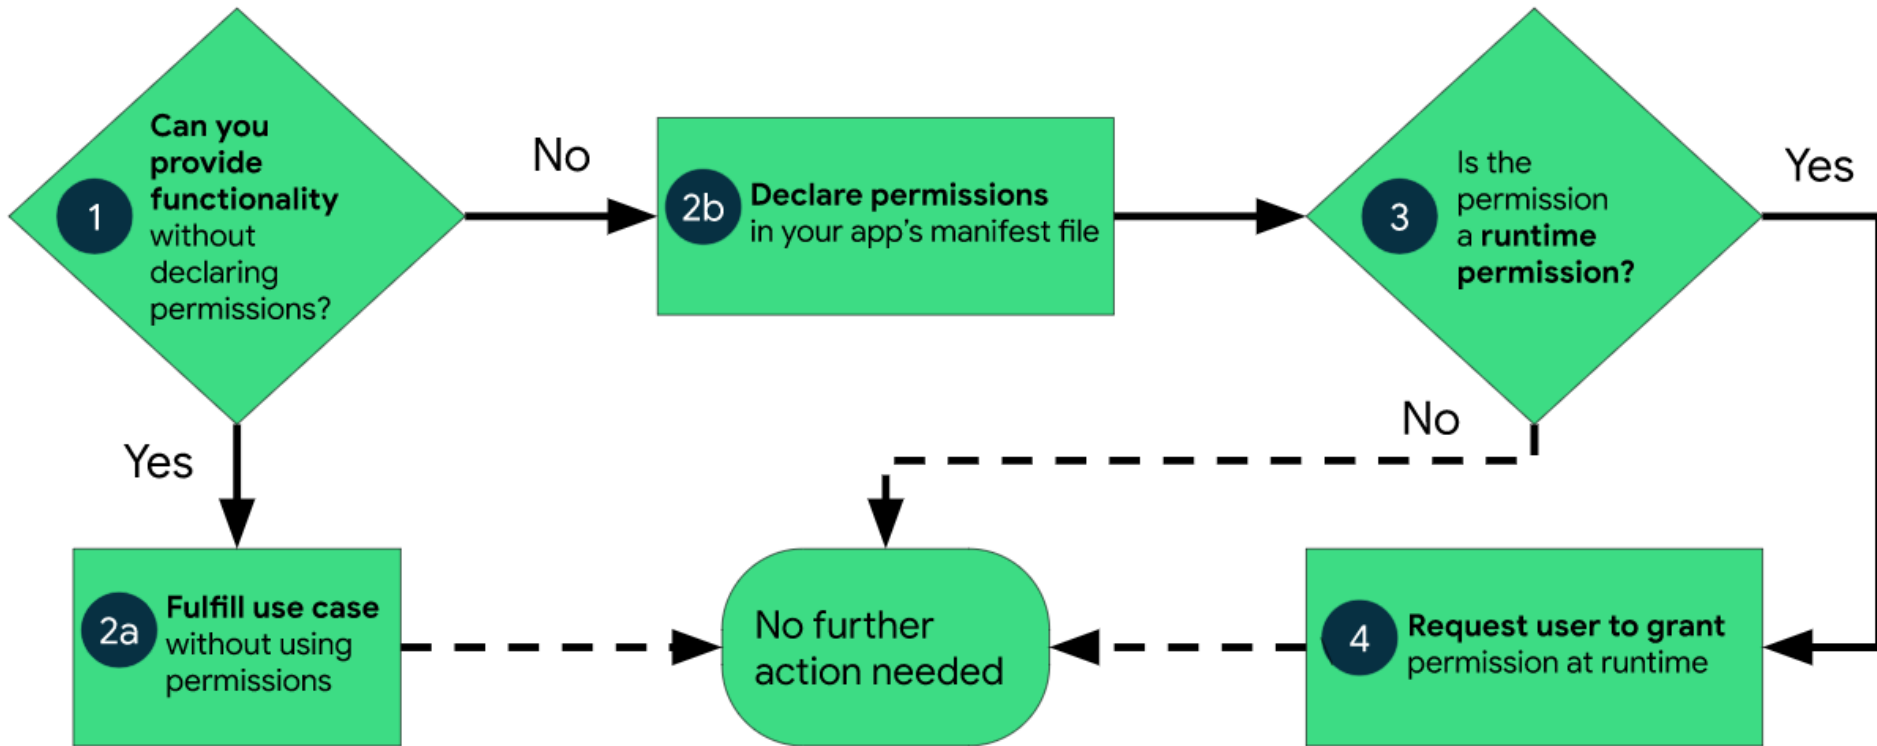 1
Can you
provide
functionality
without
declaring
permissions?
No
2b
Declare permissions
in your app's manifest file
3
Is the
permission
a runtime
permission?
Yes
Yes
No
2a
Fulfill use case
without using
permissions
No further
action needed
4
Request user to grant
permission at runtime